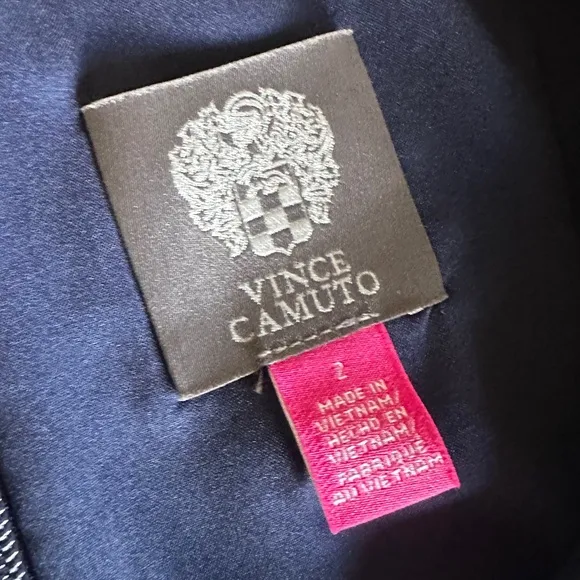 VINCE
CAMUTO
2
MADE IN
VIETNAM/
HECHO EN
VIETNAM/
FABRIQUÉ
AU VIETNAM